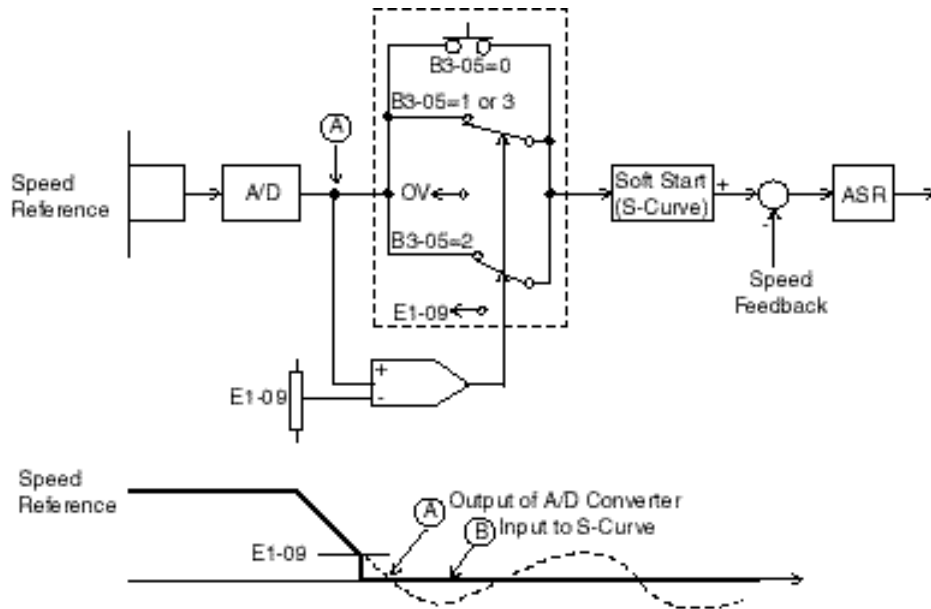 B3-05=0
B3-05=1 or 3
A
Speed
Reference
A/D
OV
Soft Start
(S-Curve)
+
-
ASR
B3-05=2
Speed
Feedback
E1-09
+
-
E1-09
Speed
Reference
A
Output of A/D Converter
B
Input to S-Curve
E1-09